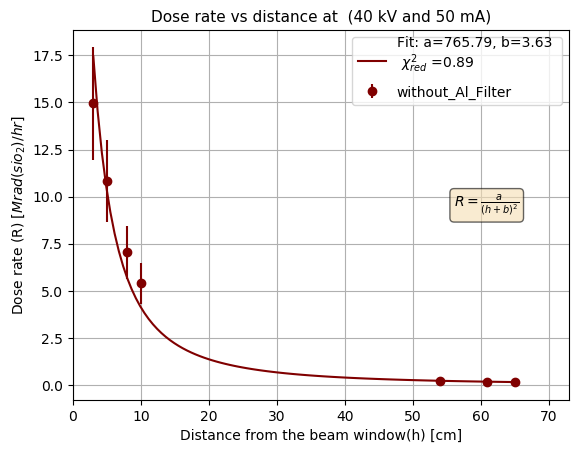 Dose rate vs distance at  (40 kV and 50 mA)
Fit: a=765.79, b=3.63
χ²_red =0.89
without_Al_Filter
R = a/(h+b)²
Dose rate (R) [Mrad(sio₂)/hr]
17.5
15.0
12.5
10.0
7.5
5.0
2.5
0.0
0 10 20 30 40 50 60 70
Distance from the beam window(h) [cm]